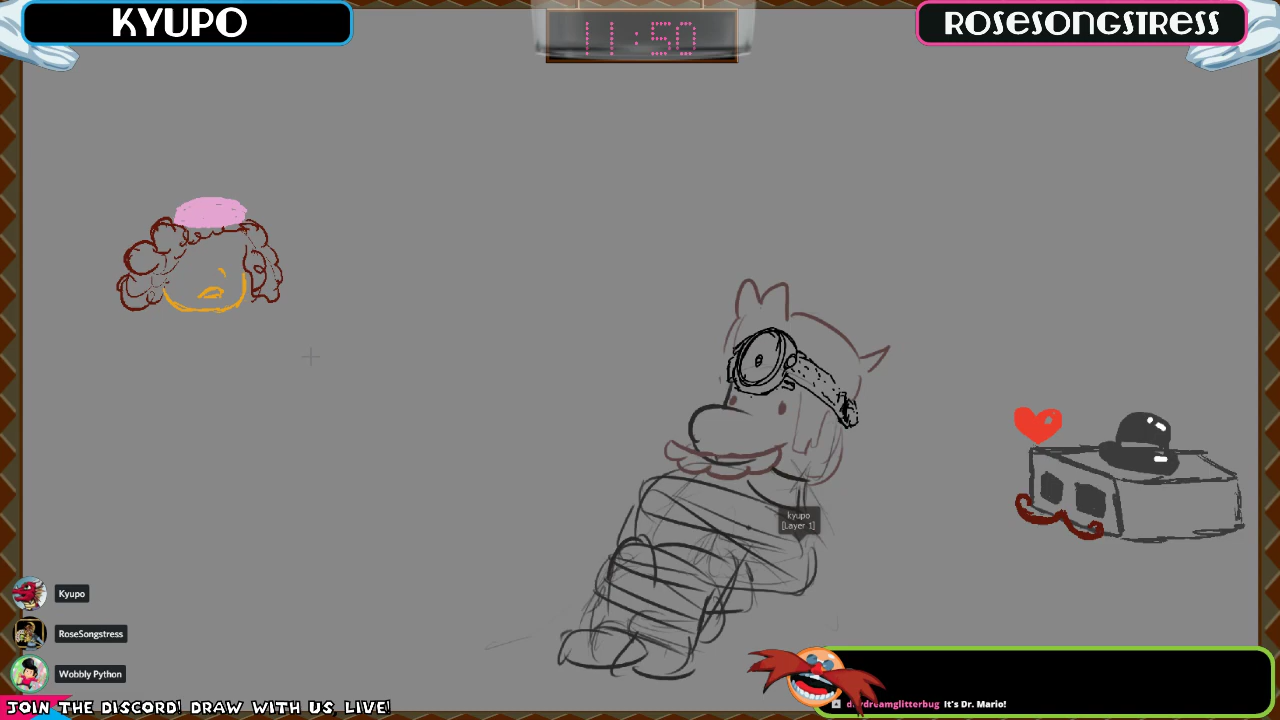 KYUPO
11:50
ROSESONGSTRESS
kyupo
[Layer 1]
Kyupo
RoseSongstress
Wobbly Python
JOIN THE DISCORD! DRAW WITH US, LIVE!
It's Dr. Mario!